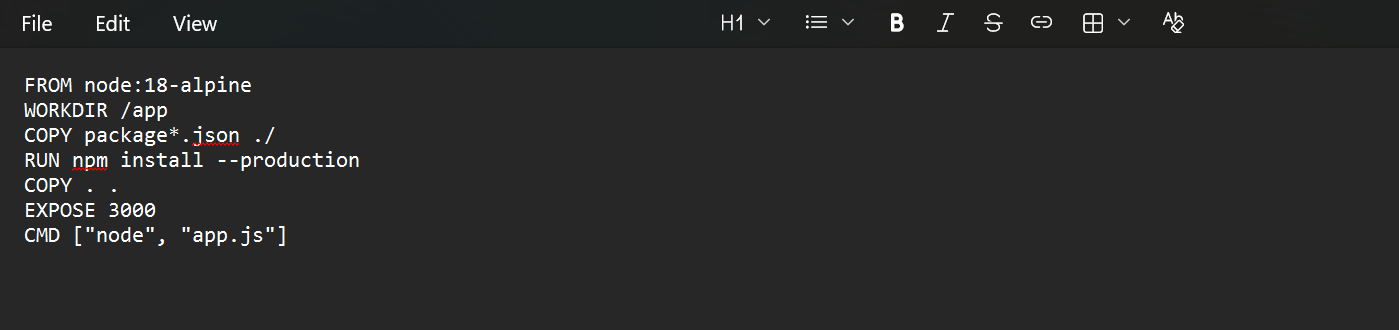 File Edit View H1 B I S Ab
FROM node:18-alpine
WORKDIR /app
COPY package*.json ./
RUN npm install --production
COPY . .
EXPOSE 3000
CMD ["node", "app.js"]